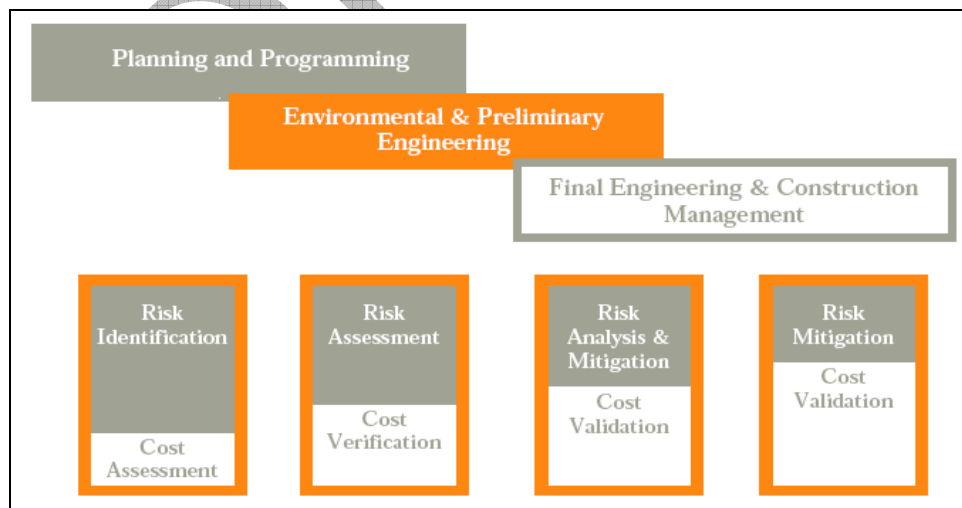 Planning and Programming
Environmental & Preliminary
Engineering
Final Engineering & Construction
Management
Risk
Identification
Cost
Assessment
Risk
Assessment
Cost
Verification
Risk
Analysis &
Mitigation
Cost
Validation
Risk
Mitigation
Cost
Validation